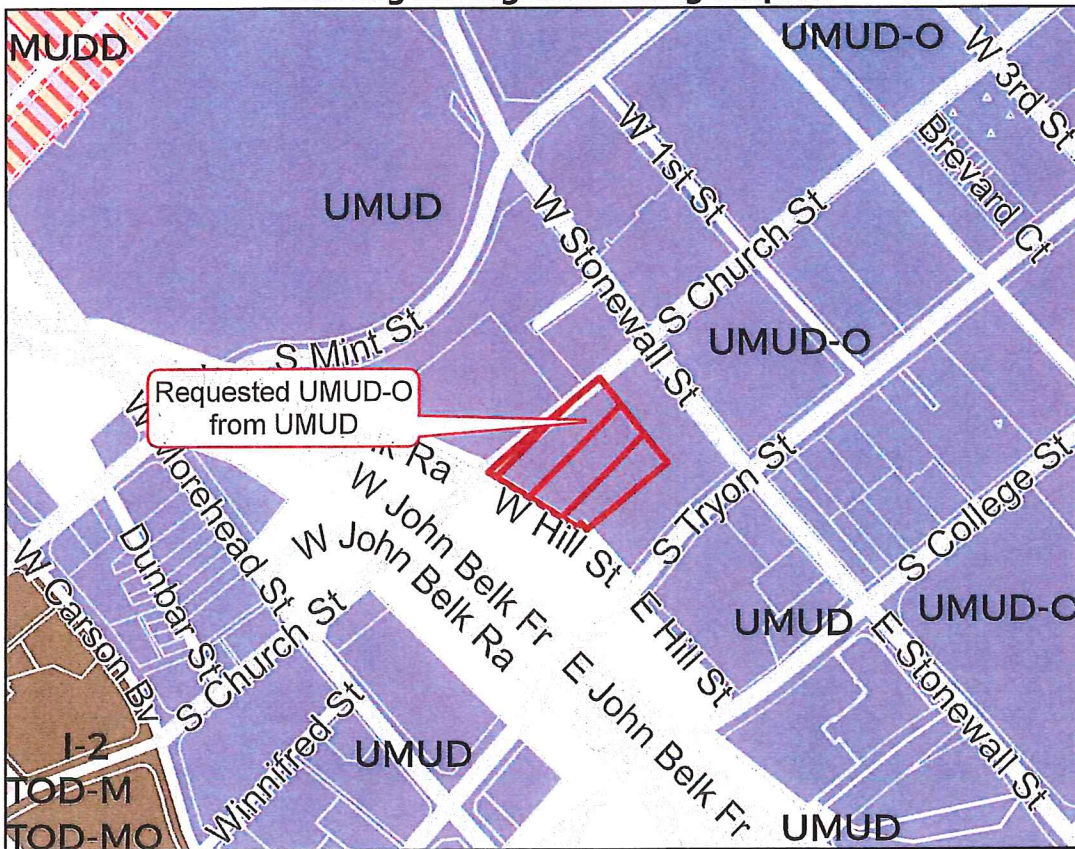 MUDD
UMUD-O
W 3rd St
Brevard Ct
W 1st St
UMUD
W Stonewall St
S Church St
S Mint St
UMUD-O
Requested UMUD-O
from UMUD
W Morehead St
Ra
W John Belk Fr
W John Belk Ra
W Hill St
S Tryon St
S College St
Dunbar St
W Carson Bv
S Church St
E Hill St
UMUD
UMUD-O
E Stonewall St
E John Belk Fr
I-2
TOD-M
TOD-MO
Winnifred St
UMUD
UMUD